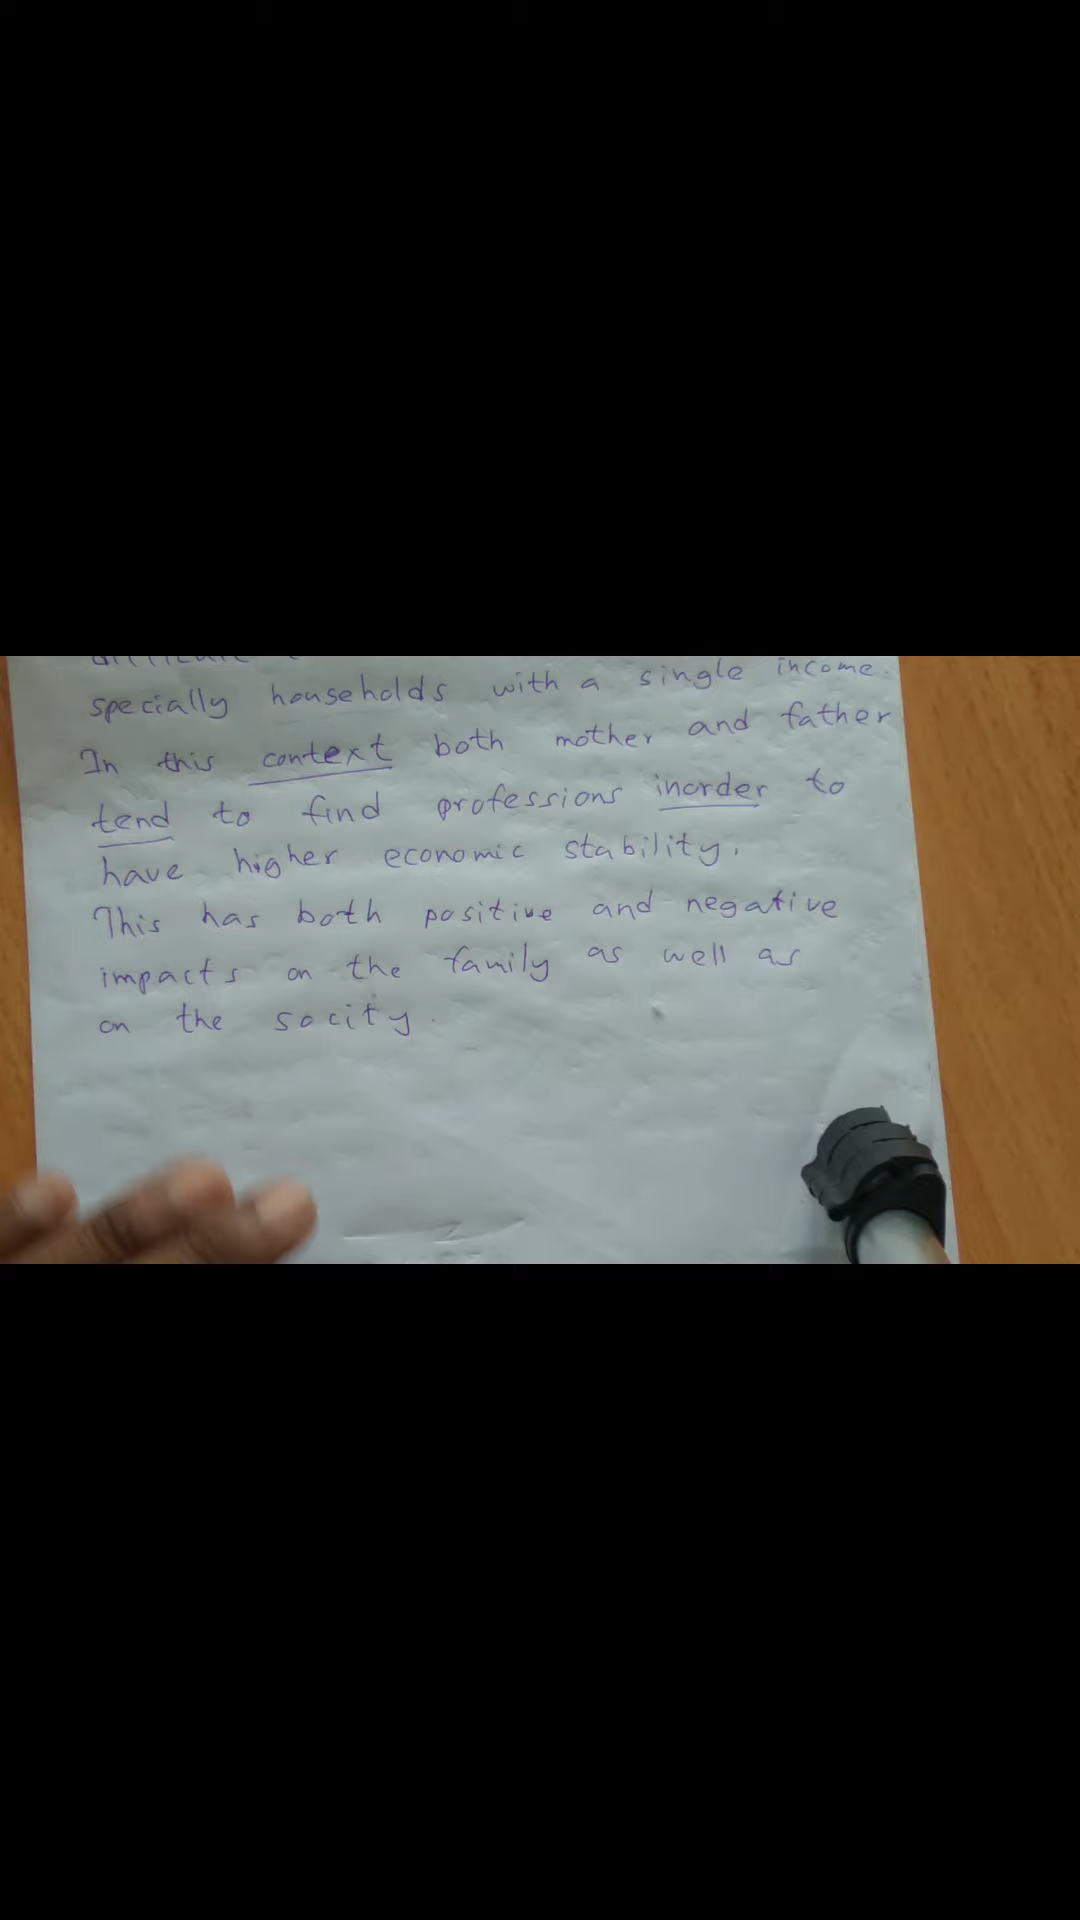 specially households with a single income.
In this context both mother and father
tend to find professions inorder to
have higher economic stability.
This has both positive and negative
impacts on the family as well as
on the socity.